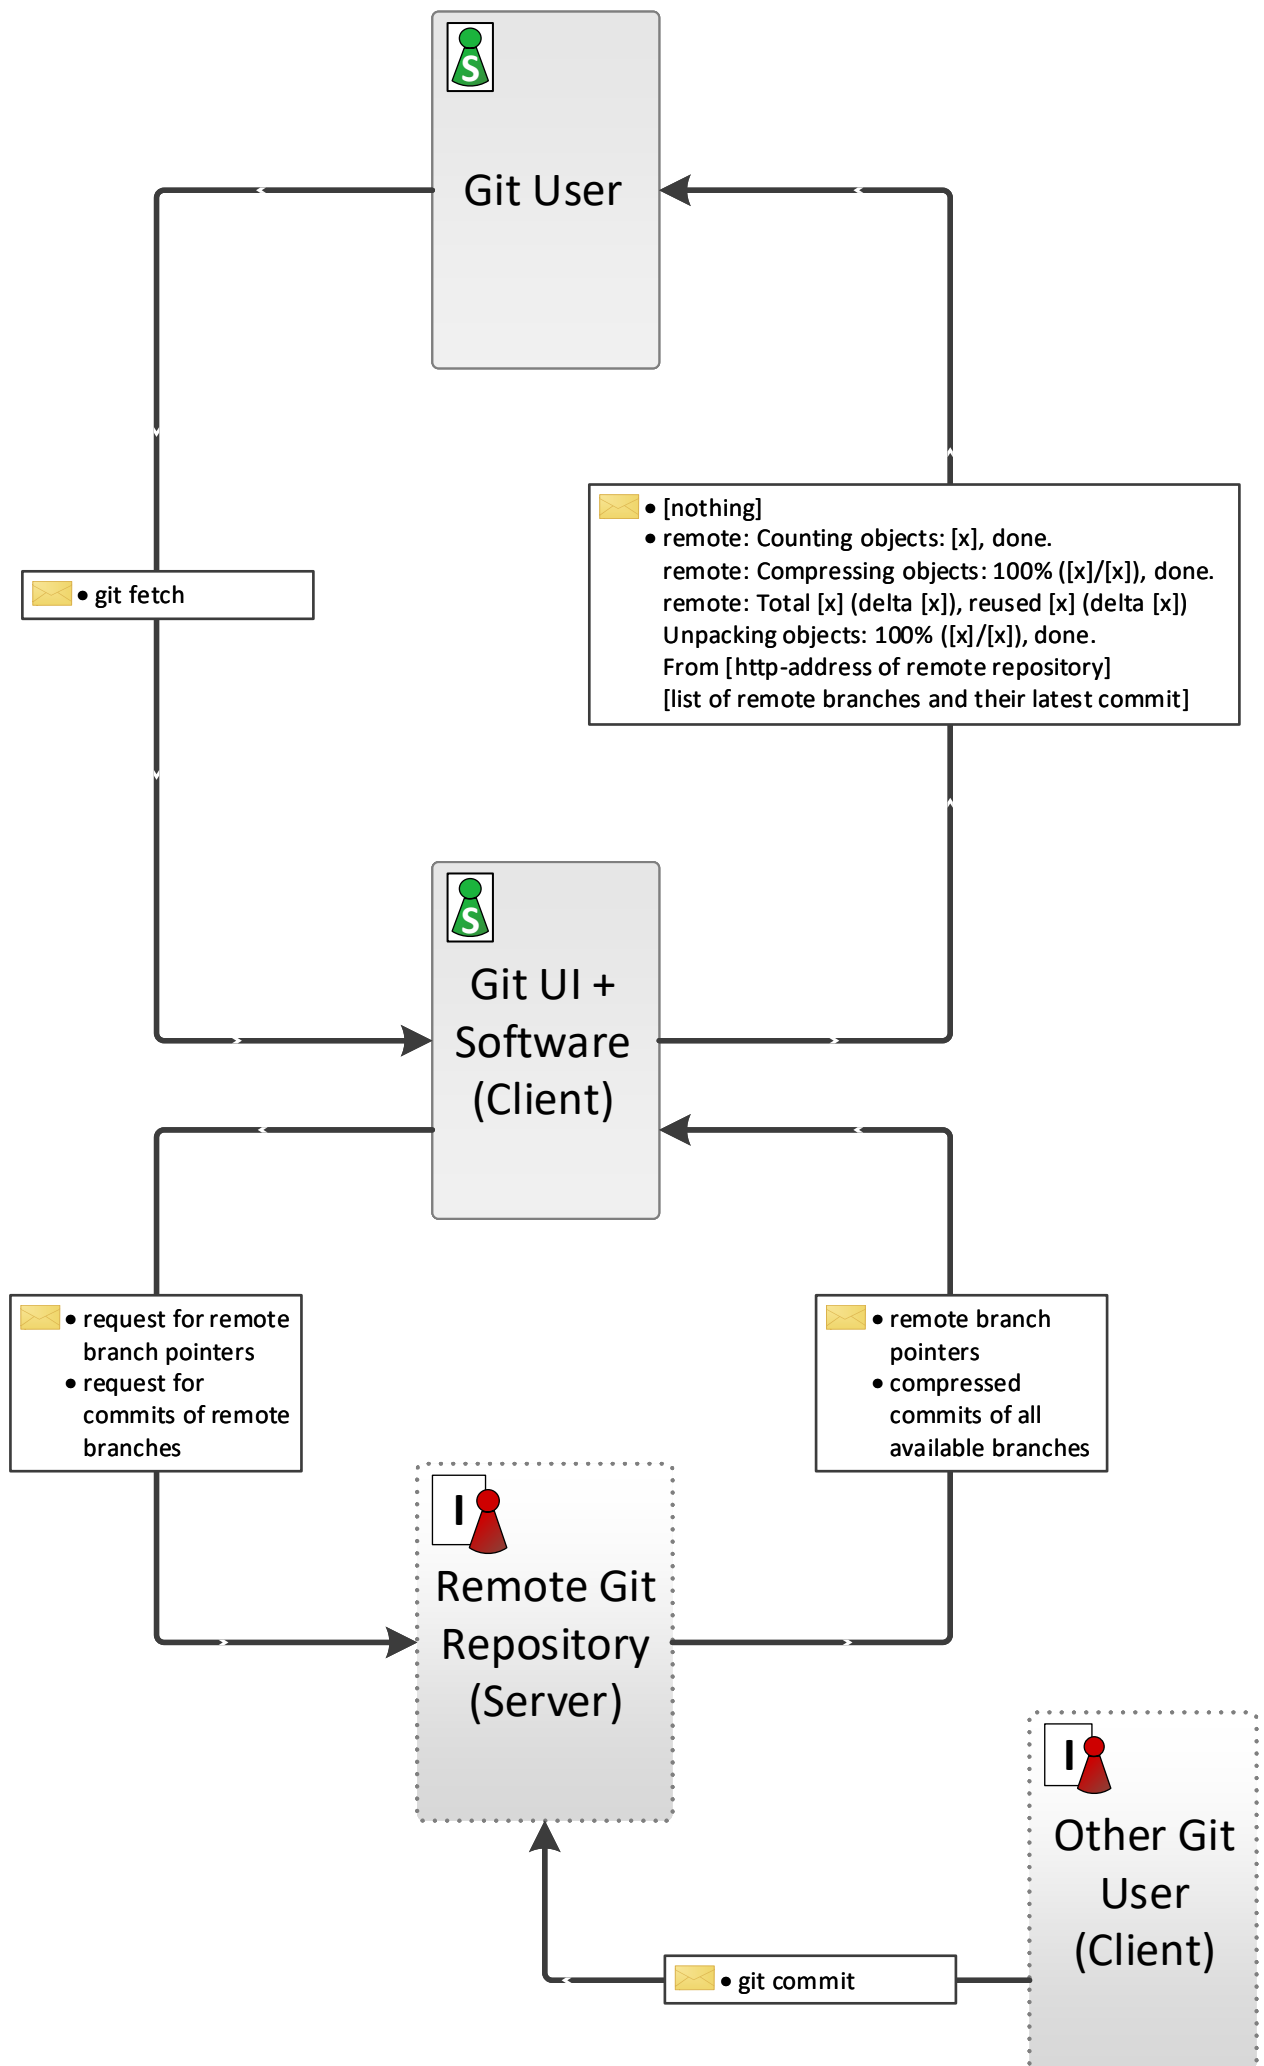 S
Git User
• [nothing]
• remote: Counting objects: [x], done.
remote: Compressing objects: 100% ([x]/[x]), done.
remote: Total [x] (delta [x]), reused [x] (delta [x])
Unpacking objects: 100% ([x]/[x]), done.
From [http-address of remote repository]
[list of remote branches and their latest commit]
• git fetch
S
Git UI +
Software
(Client)
• request for remote
branch pointers
• request for
commits of remote
branches
• remote branch
pointers
• compressed
commits of all
available branches
I
Remote Git
Repository
(Server)
I
Other Git
User
(Client)
• git commit